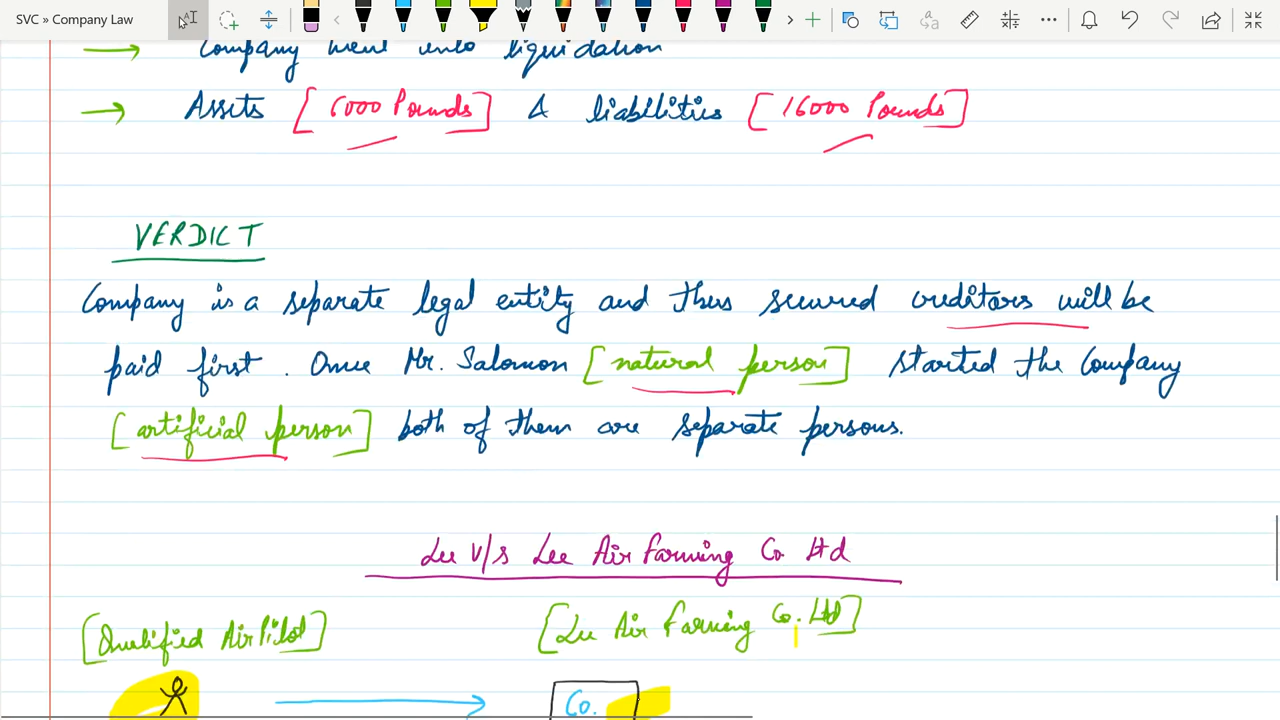 SVC » Company Law
→ Company went into liquidation
→ Assets [6000 Pounds] & liabilities [16000 Pounds]
VERDICT
Company is a separate legal entity and thus secured creditors will be
paid first. Once Mr. Salomon [natural person] started the Company
[artificial person] both of them are separate persons.
Lee V/s Lee Air Farming Co Ltd
[Qualified Air Pilot] [Lee Air Farming Co. Ltd]
Co.